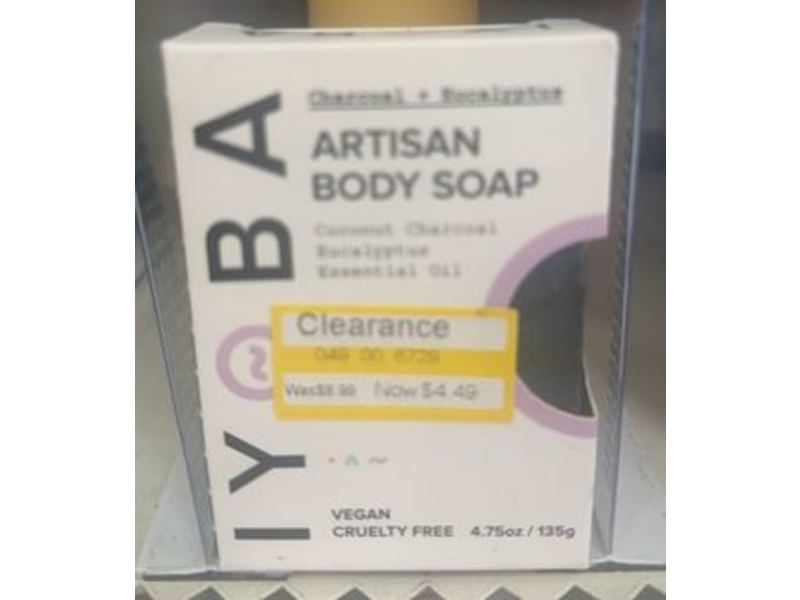 IYOBA
Charcoal + Eucalyptus
ARTISAN
BODY SOAP
Coconut Charcoal
Eucalyptus
Essential Oil
Clearance
049 00 6729
Was$8.99 Now $4.49
VEGAN
CRUELTY FREE 4.75oz / 135g